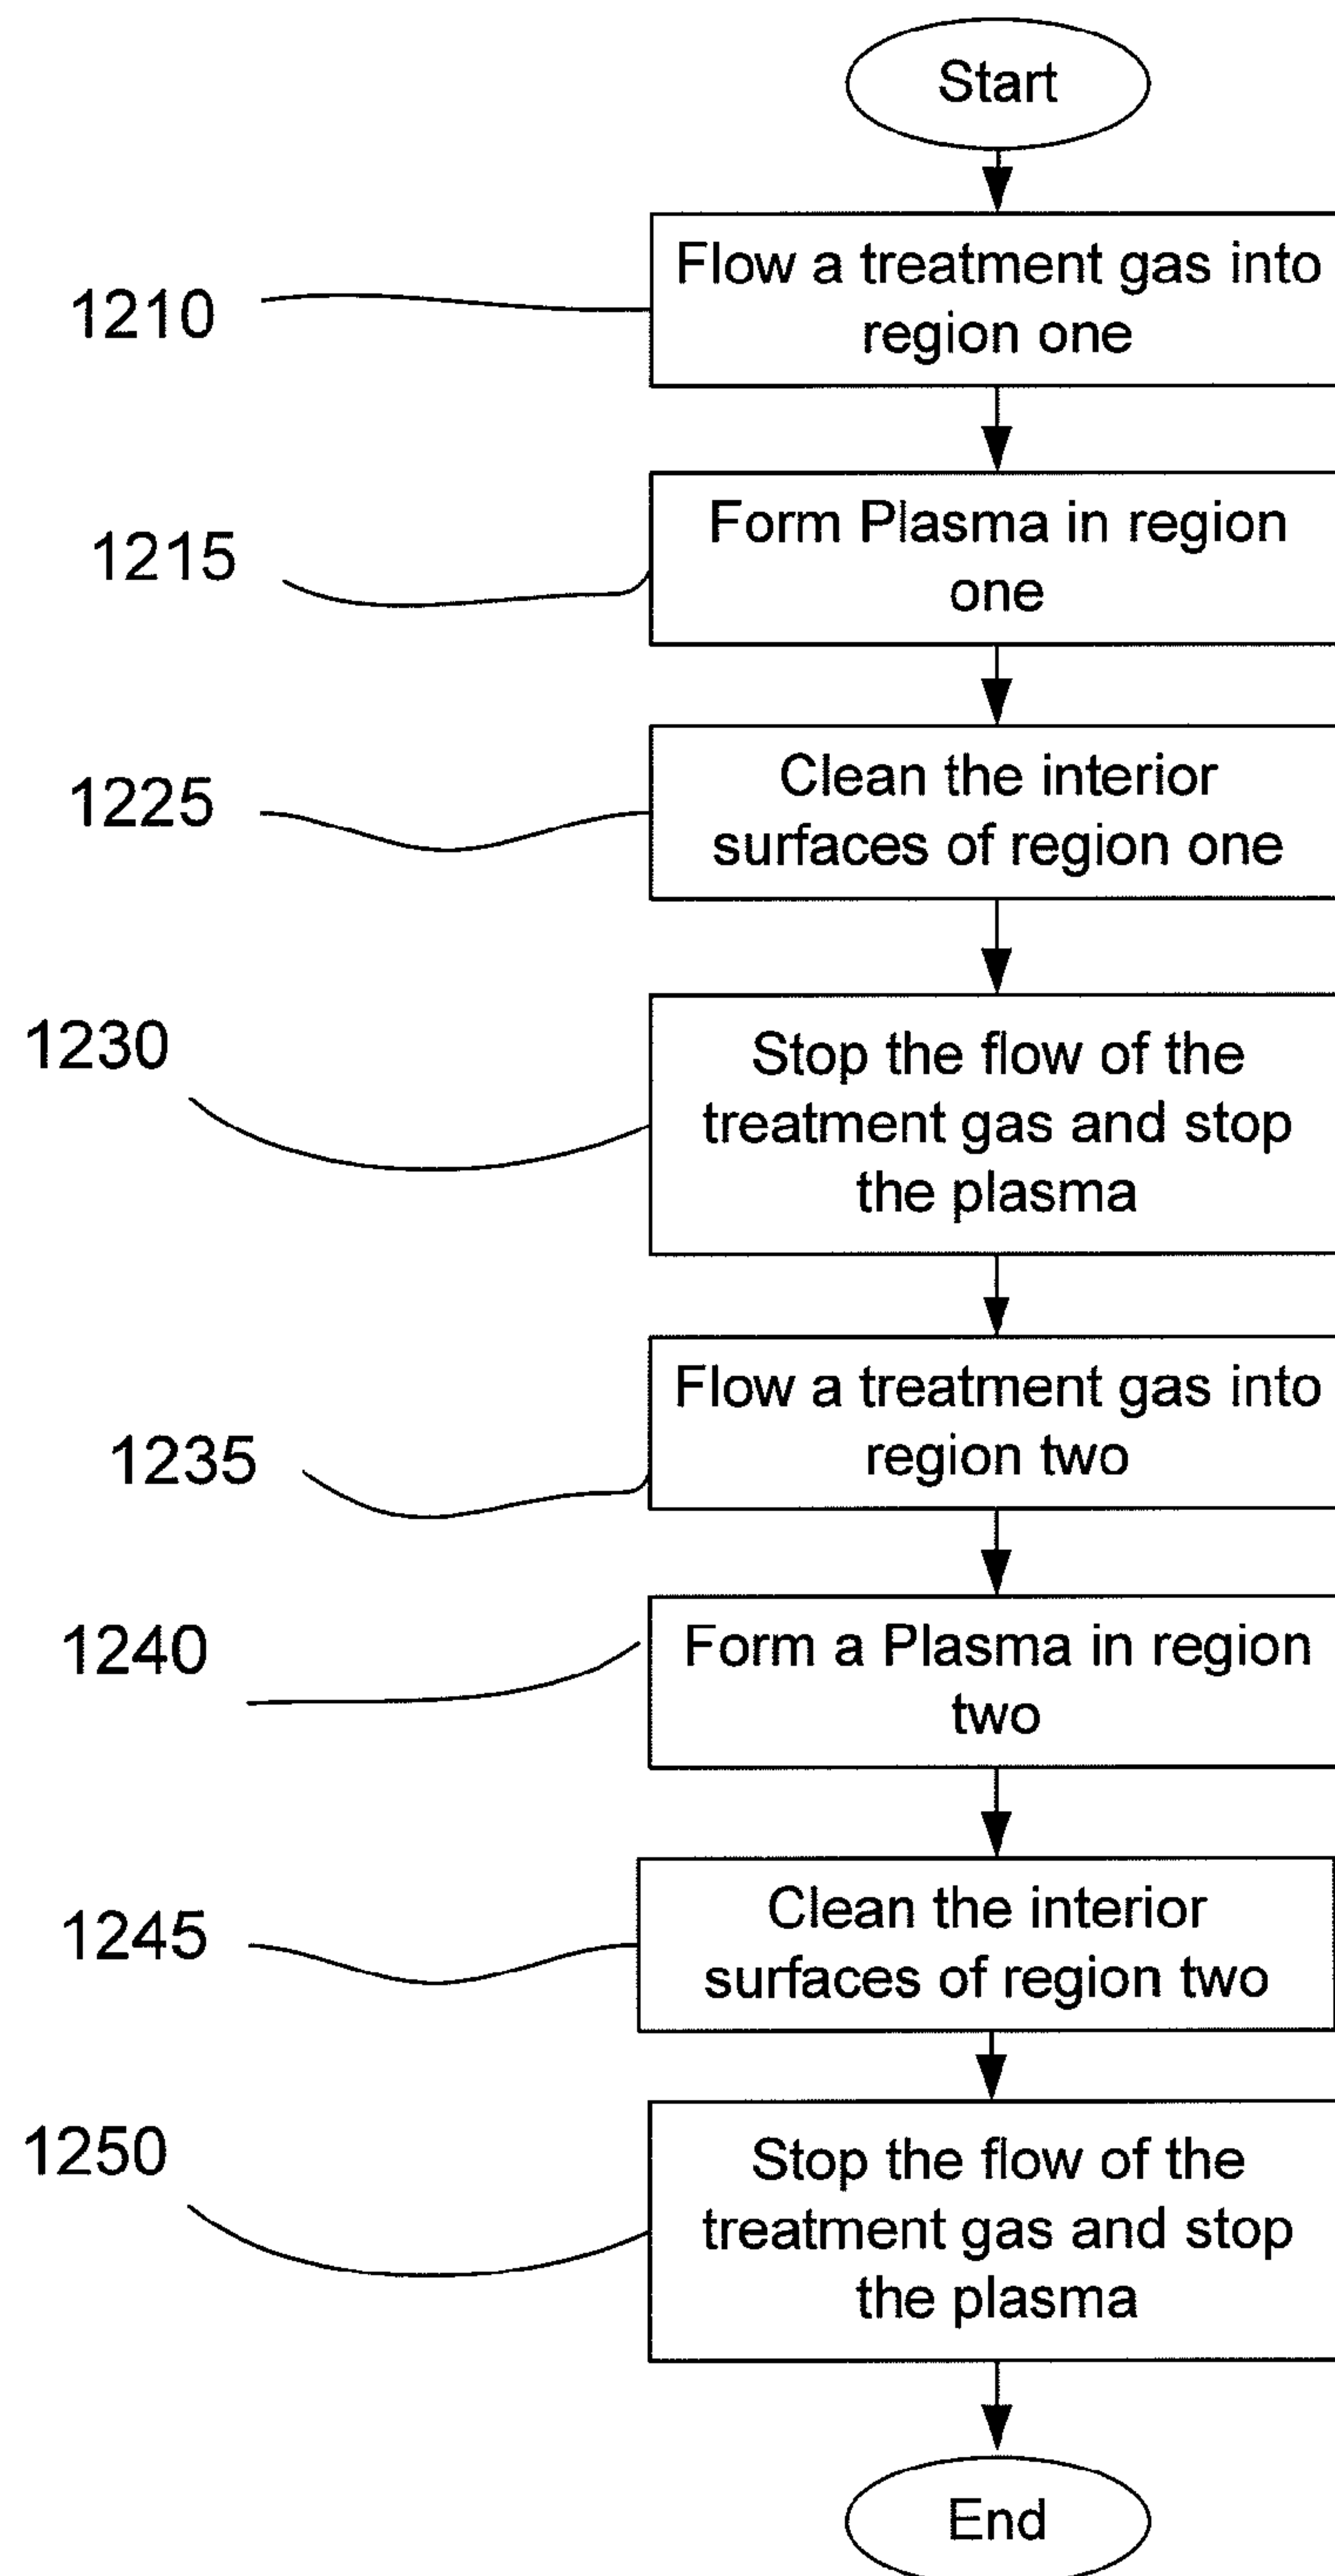 Start
1210
Flow a treatment gas into
region one
1215
Form Plasma in region
one
1225
Clean the interior
surfaces of region one
1230
Stop the flow of the
treatment gas and stop
the plasma
1235
Flow a treatment gas into
region two
1240
Form a Plasma in region
two
1245
Clean the interior
surfaces of region two
1250
Stop the flow of the
treatment gas and stop
the plasma
End